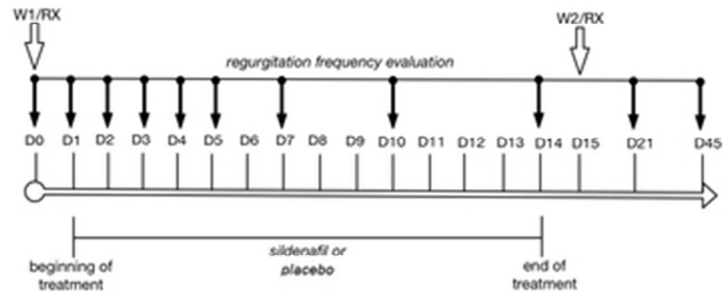 W1/RX
W2/RX
regurgitation frequency evaluation
D0 D1 D2 D3 D4 D5 D6 D7 D8 D9 D10 D11 D12 D13 D14 D15 D21 D45
sildenafil or
placebo
beginning of
treatment
end of
treatment